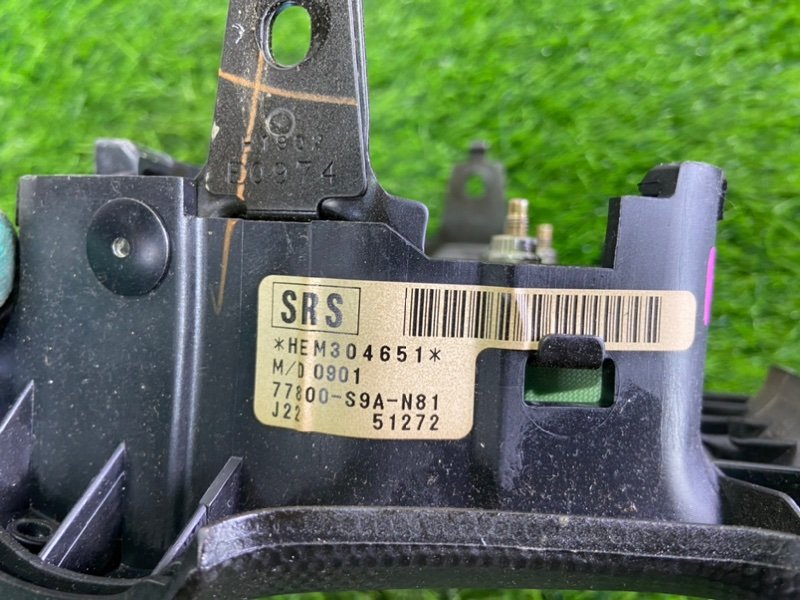 E0974
SRS
*HEM304651*
M/D 0901
77800-S9A-N81
J22 51272